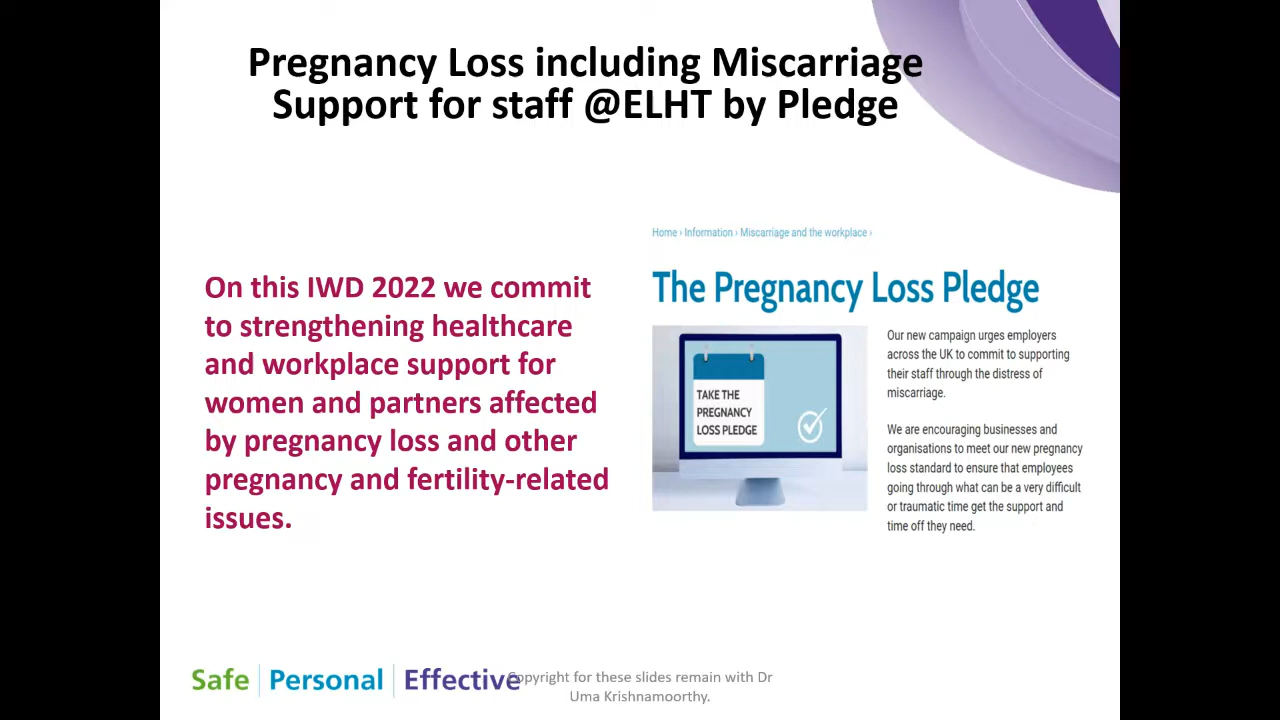 Pregnancy Loss including Miscarriage
Support for staff @ELHT by Pledge
On this IWD 2022 we commit
to strengthening healthcare
and workplace support for
women and partners affected
by pregnancy loss and other
pregnancy and fertility-related
issues.
Home › Information › Miscarriage and the workplace ›
The Pregnancy Loss Pledge
TAKE THE
PREGNANCY
LOSS PLEDGE
Our new campaign urges employers
across the UK to commit to supporting
their staff through the distress of
miscarriage.
We are encouraging businesses and
organisations to meet our new pregnancy
loss standard to ensure that employees
going through what can be a very difficult
or traumatic time get the support and
time off they need.
Safe Personal Effective
Copyright for these slides remain with Dr
Uma Krishnamoorthy.